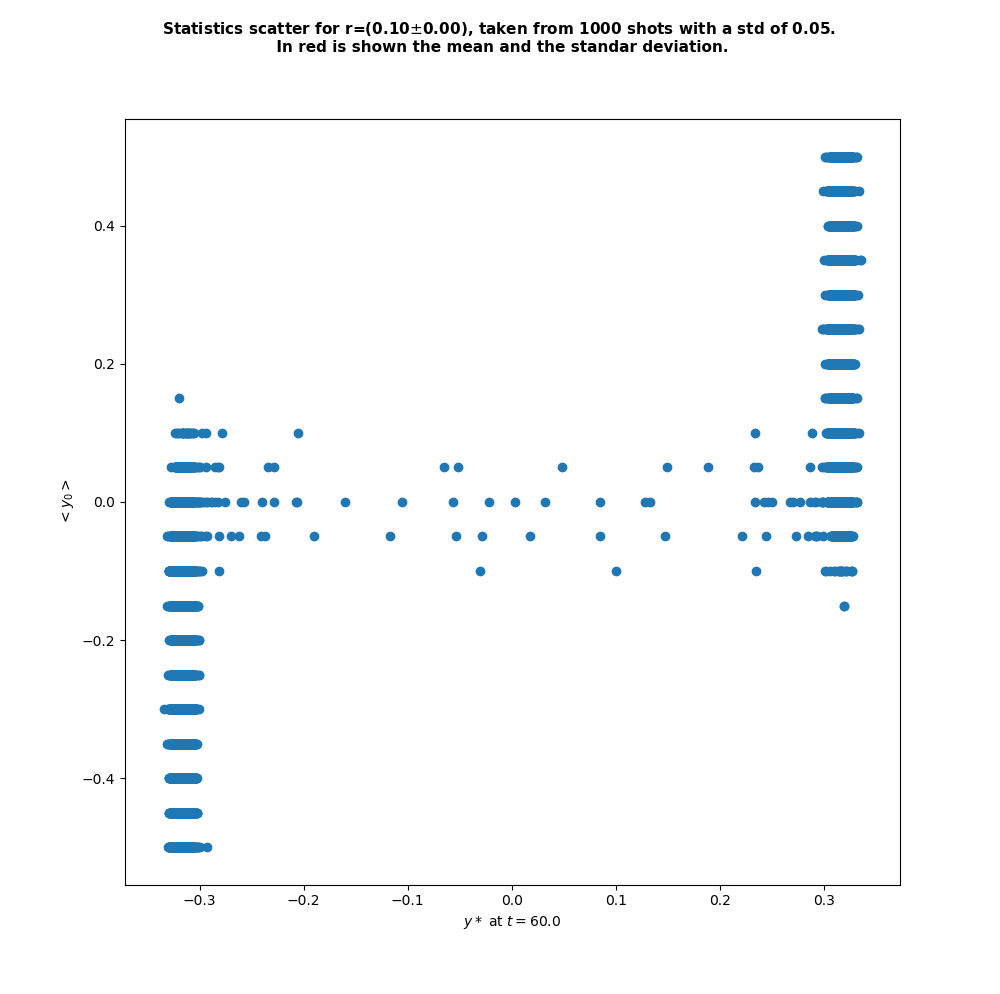 Statistics scatter for r=(0.10±0.00), taken from 1000 shots with a std of 0.05.
In red is shown the mean and the standar deviation.
0.4
0.2
0.0
−0.2
−0.4
< y₀ >
−0.3 −0.2 −0.1 0.0 0.1 0.2 0.3
y* at t = 60.0